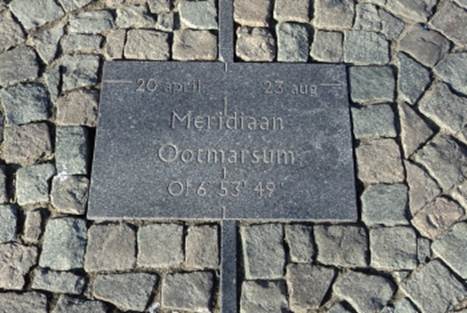 20 april 23 aug
Meridiaan
Ootmarsum
Ol 6° 53' 49"